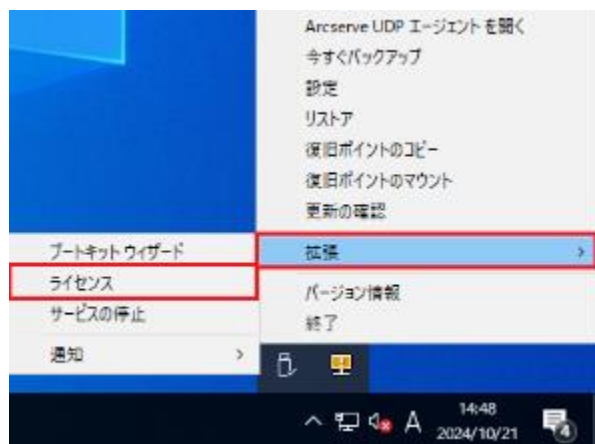 Arcserve UDP エージェント を開く
今すぐバックアップ
設定
リストア
復旧ポイントのコピー
復旧ポイントのマウント
更新の確認
拡張
バージョン情報
終了
ブートキット ウィザード
ライセンス
サービスの停止
通知
A
14:48
2024/10/21
4